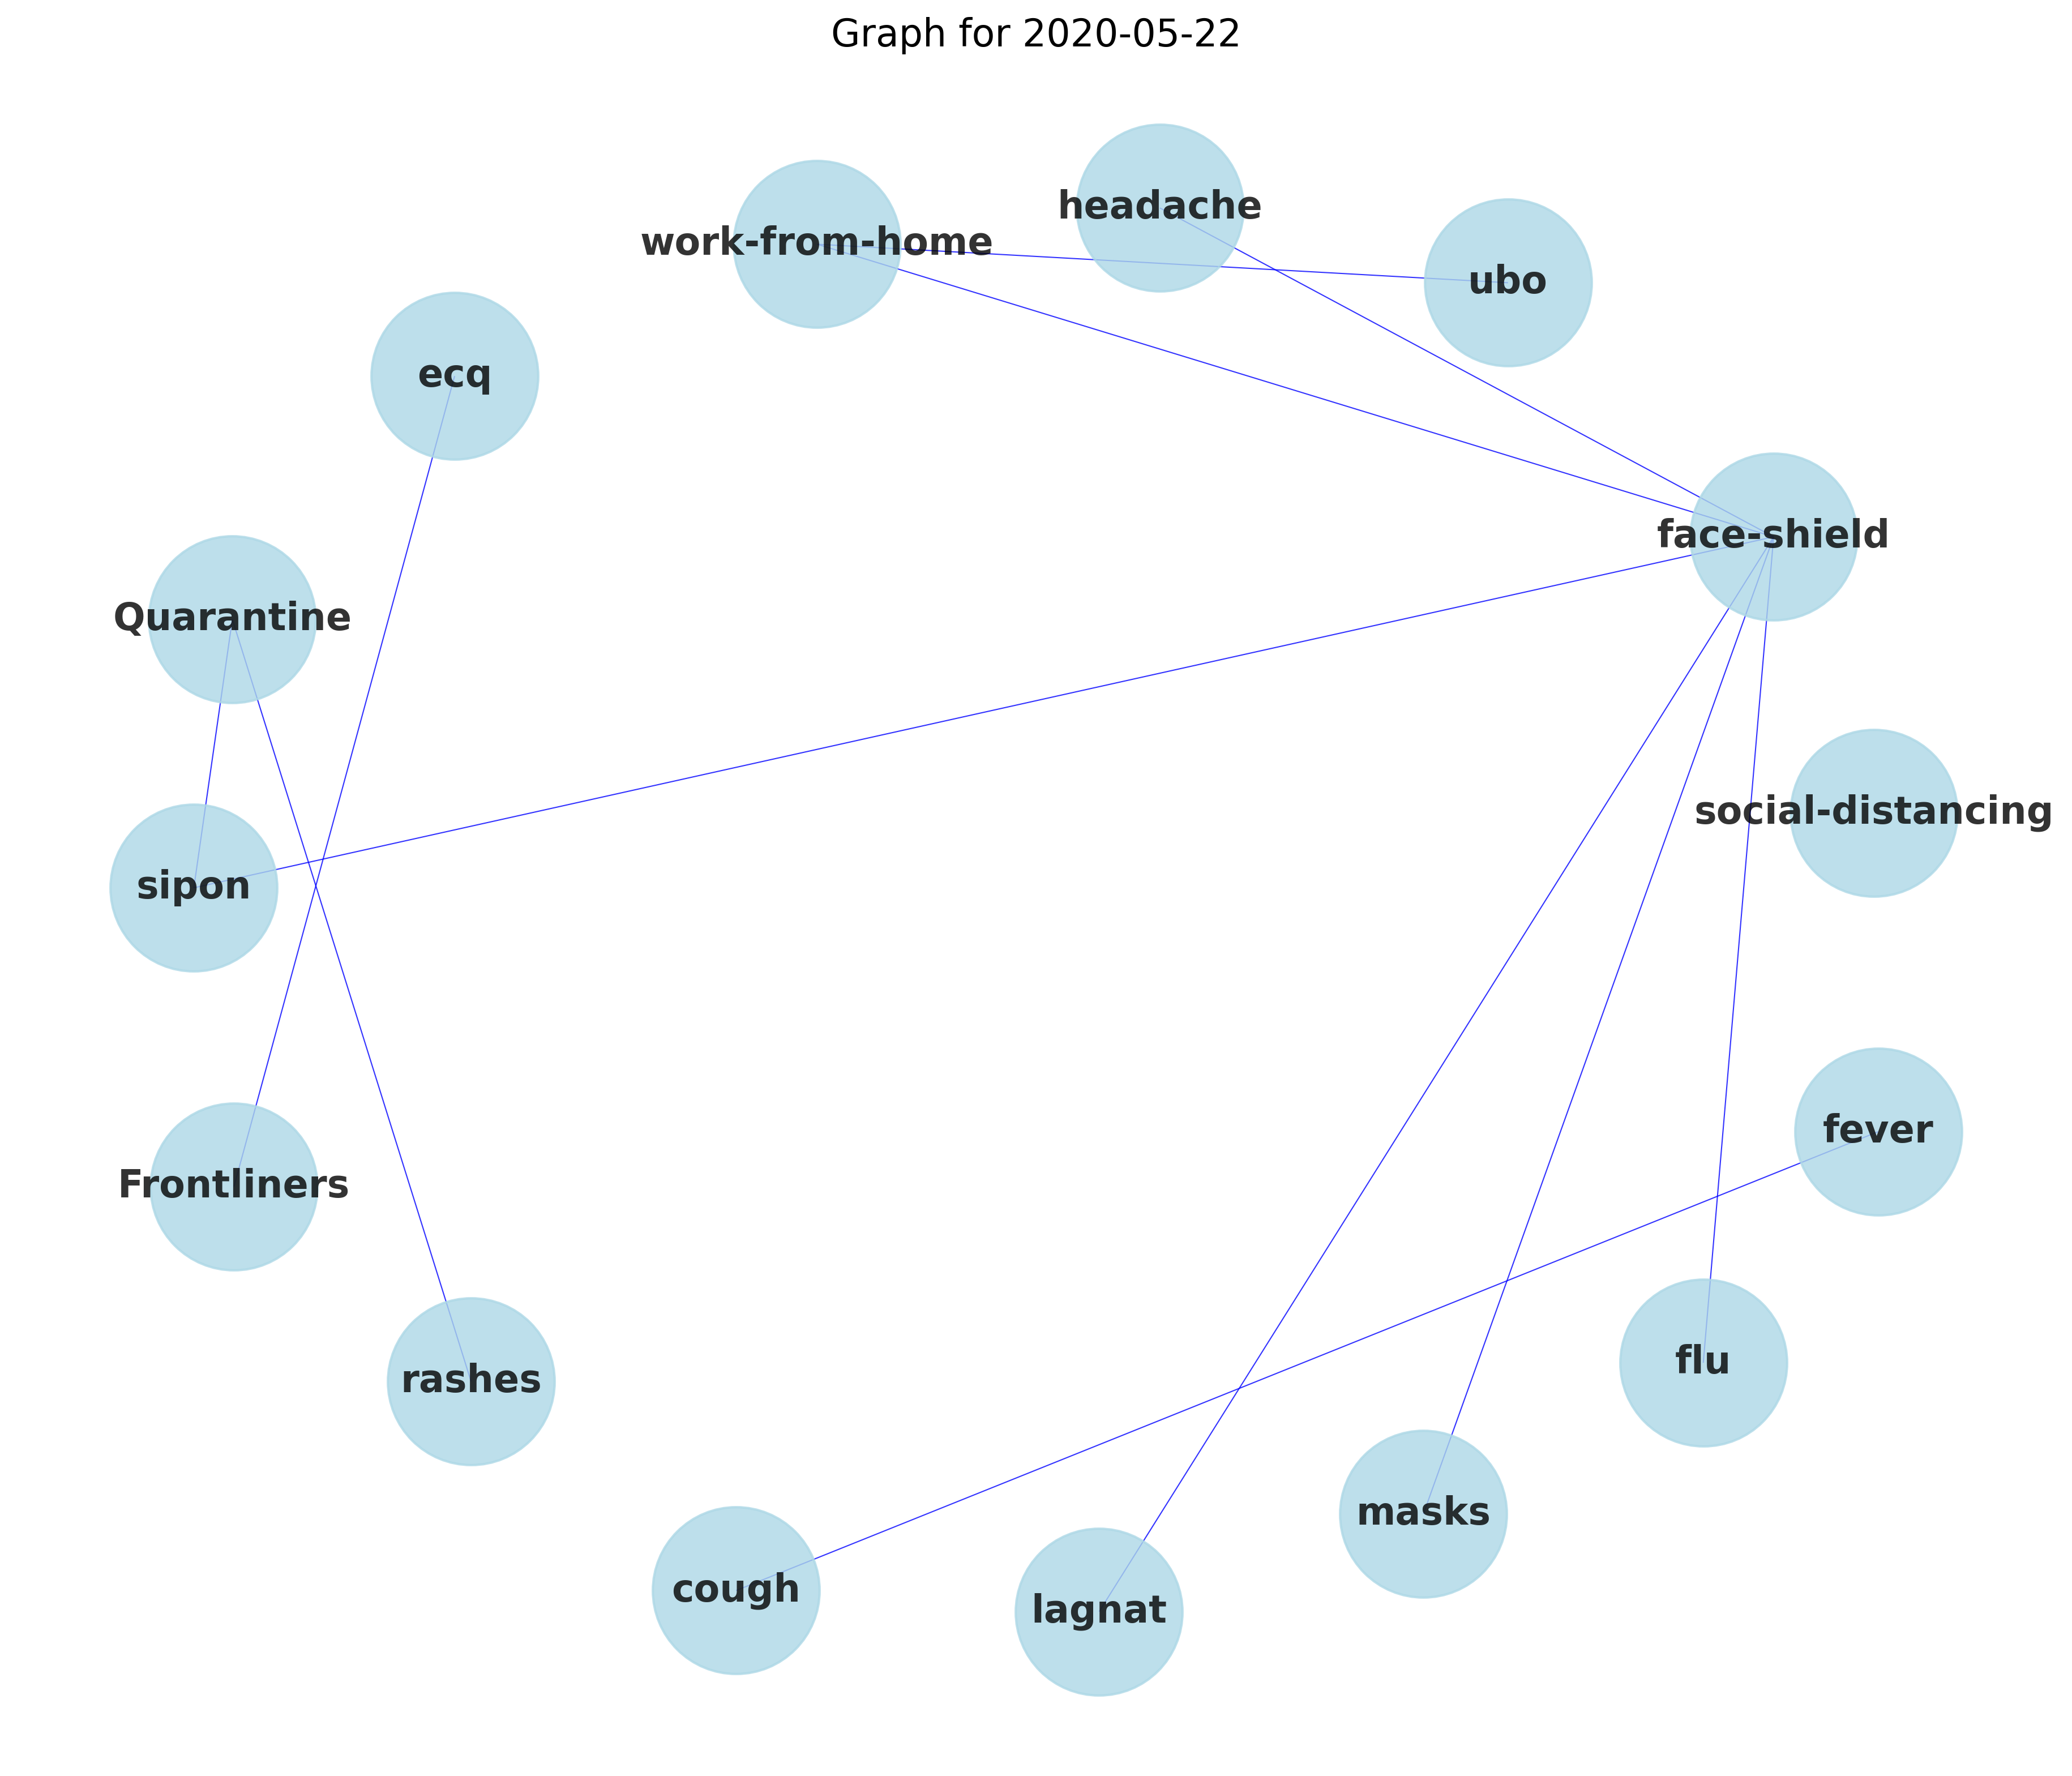 Graph for 2020-05-22
headache
work-from-home
ubo
ecq
face-shield
Quarantine
social-distancing
sipon
fever
Frontliners
flu
rashes
masks
cough
lagnat